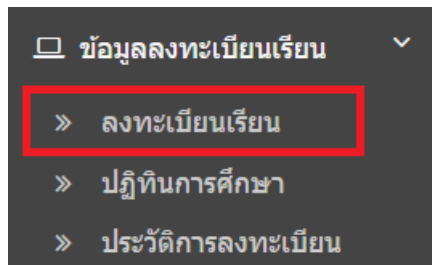 ข้อมูลลงทะเบียนเรียน
» ลงทะเบียนเรียน
» ปฏิทินการศึกษา
» ประวัติการลงทะเบียน